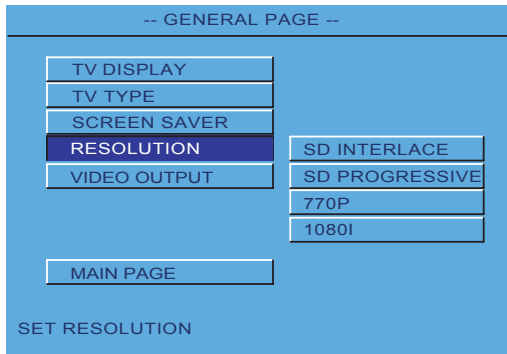 -- GENERAL PAGE --
TV DISPLAY
TV TYPE
SCREEN SAVER
RESOLUTION
SD INTERLACE
VIDEO OUTPUT
SD PROGRESSIVE
770P
1080I
MAIN PAGE
SET RESOLUTION